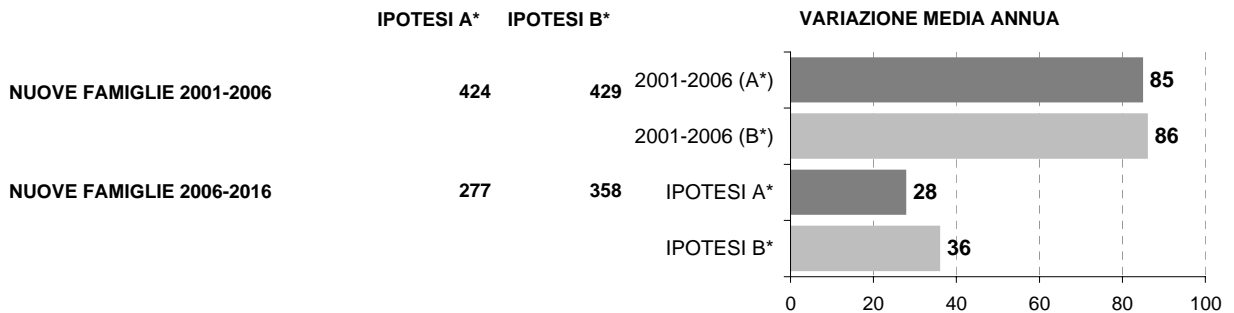 IPOTESI A* IPOTESI B* VARIAZIONE MEDIA ANNUA
NUOVE FAMIGLIE 2001-2006 424 429
2001-2006 (A*) 85
2001-2006 (B*) 86
NUOVE FAMIGLIE 2006-2016 277 358
IPOTESI A* 28
IPOTESI B* 36
0 20 40 60 80 100